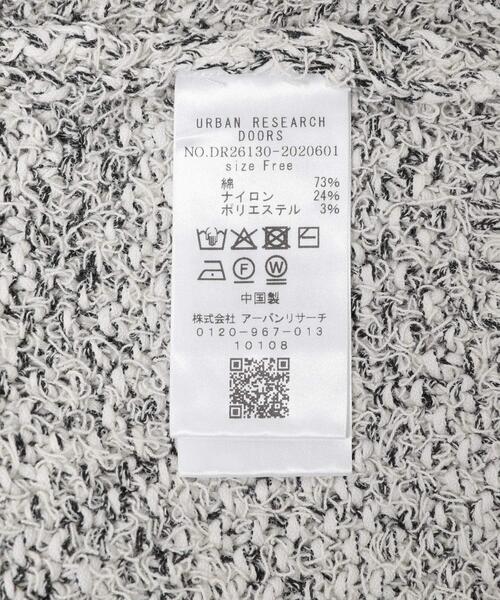 URBAN RESEARCH
DOORS
NO.DR26130-2020601
size Free
綿 73%
ナイロン 24%
ポリエステル 3%
F W
中国製
株式会社 アーバンリサーチ
0120-967-013
10108